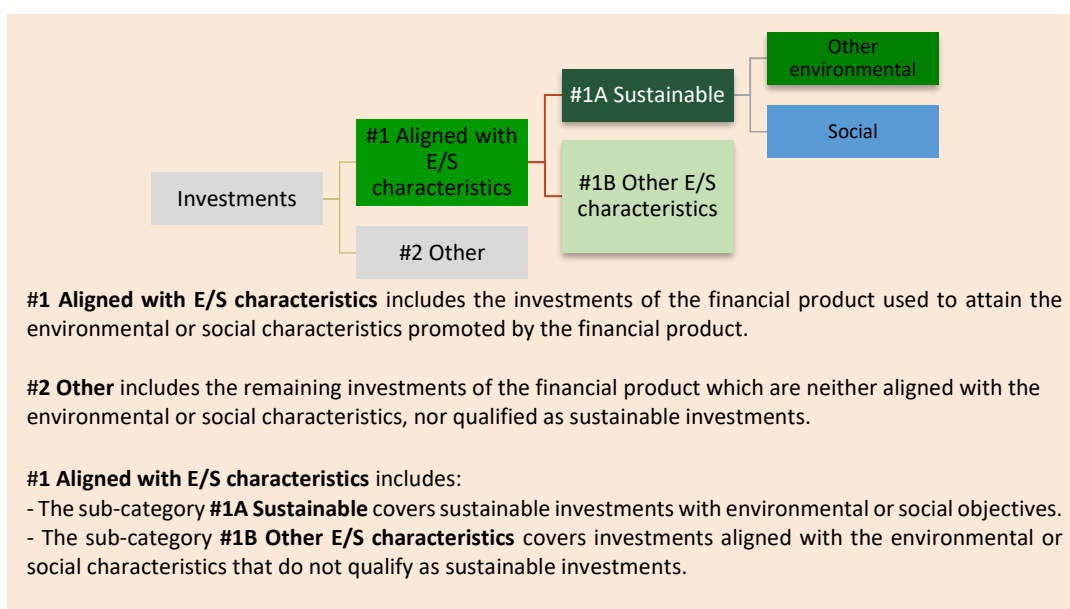 Other
environmental
#1A Sustainable
#1 Aligned with
E/S
characteristics
Social
#1B Other E/S
characteristics
Investments
#2 Other
#1 Aligned with E/S characteristics includes the investments of the financial product used to attain the
environmental or social characteristics promoted by the financial product.
#2 Other includes the remaining investments of the financial product which are neither aligned with the
environmental or social characteristics, nor qualified as sustainable investments.
#1 Aligned with E/S characteristics includes:
- The sub-category #1A Sustainable covers sustainable investments with environmental or social objectives.
- The sub-category #1B Other E/S characteristics covers investments aligned with the environmental or
social characteristics that do not qualify as sustainable investments.